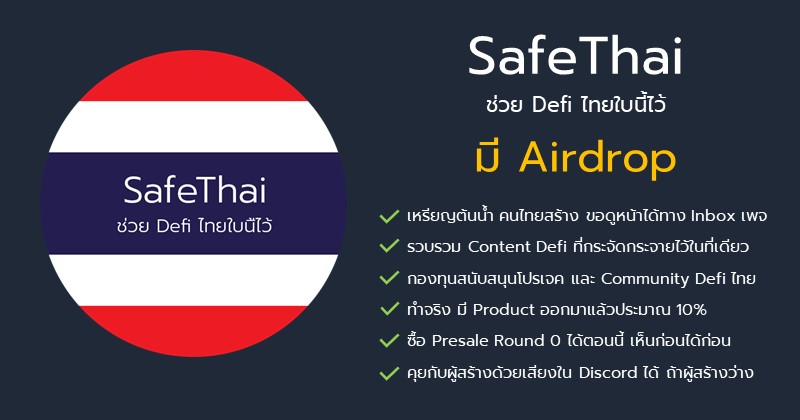 SafeThai
ช่วย Defi ไทยใบนี้ไว้
SafeThai
ช่วย Defi ไทยใบนี้ไว้
มี Airdrop
เหรียญต้นน้ำ คนไทยสร้าง ขอดูหน้าได้ทาง Inbox เพจ
รวบรวม Content Defi ที่กระจัดกระจายไว้ในที่เดียว
กองทุนสนับสนุนโปรเจค และ Community Defi ไทย
ทำจริง มี Product ออกมาแล้วประมาณ 10%
ซื้อ Presale Round 0 ได้ตอนนี้ เห็นก่อนได้ก่อน
คุยกับผู้สร้างด้วยเสียงใน Discord ได้ ถ้าผู้สร้างว่าง